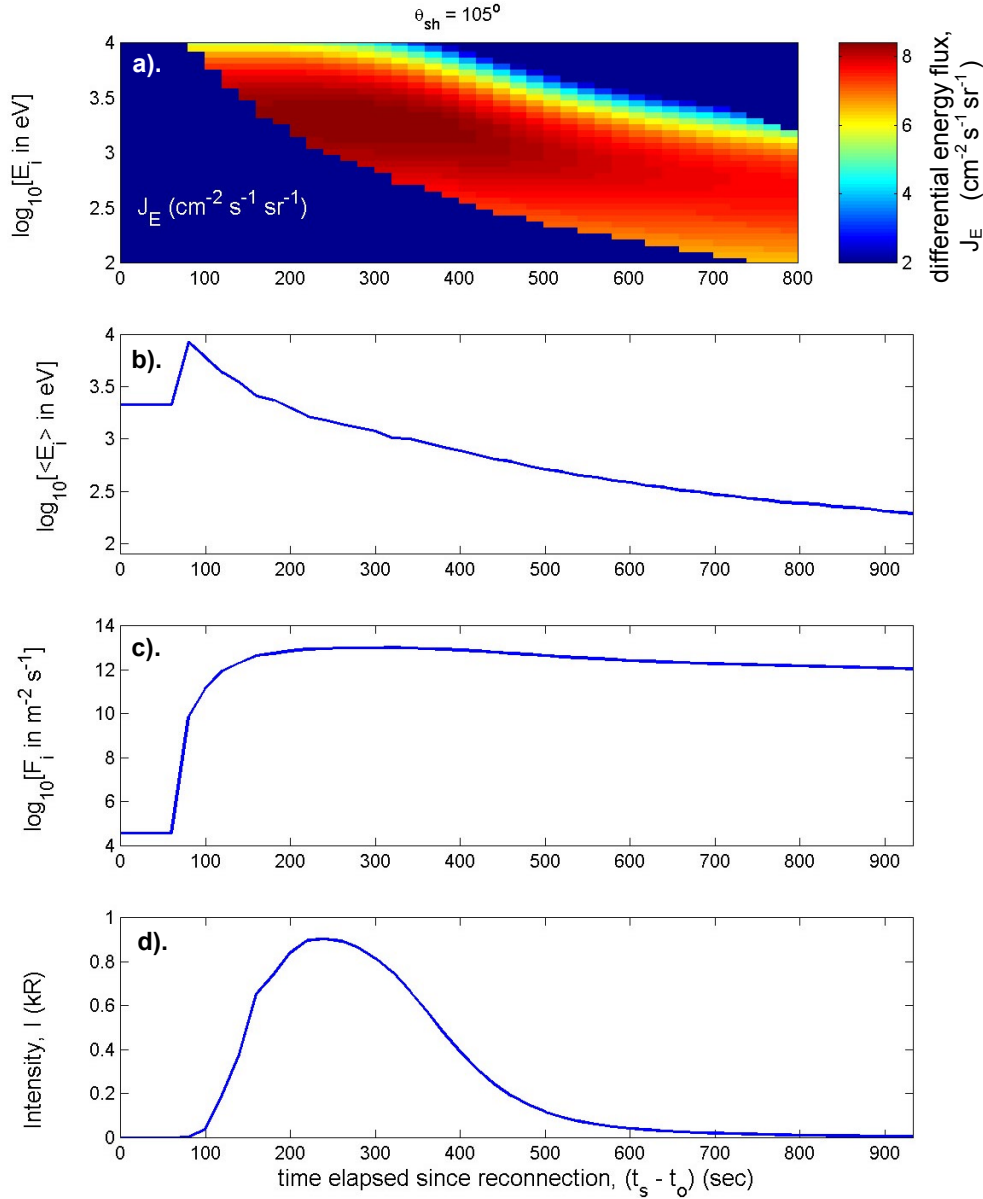 θsh = 105o
a).
4
3.5
3
2.5
2
log10[Ei in eV]
JE (cm-2 s-1 sr-1)
0 100 200 300 400 500 600 700 800
8
6
4
2
differential energy flux,
JE (cm-2 s-1 sr-1)
b).
4
3.5
3
2.5
2
log10[<Ei> in eV]
0 100 200 300 400 500 600 700 800 900
c).
14
12
10
8
6
4
log10[Fi in m-2 s-1]
0 100 200 300 400 500 600 700 800 900
d).
1
0.8
0.6
0.4
0.2
0
Intensity, I (kR)
0 100 200 300 400 500 600 700 800 900
time elapsed since reconnection, (ts - to) (sec)